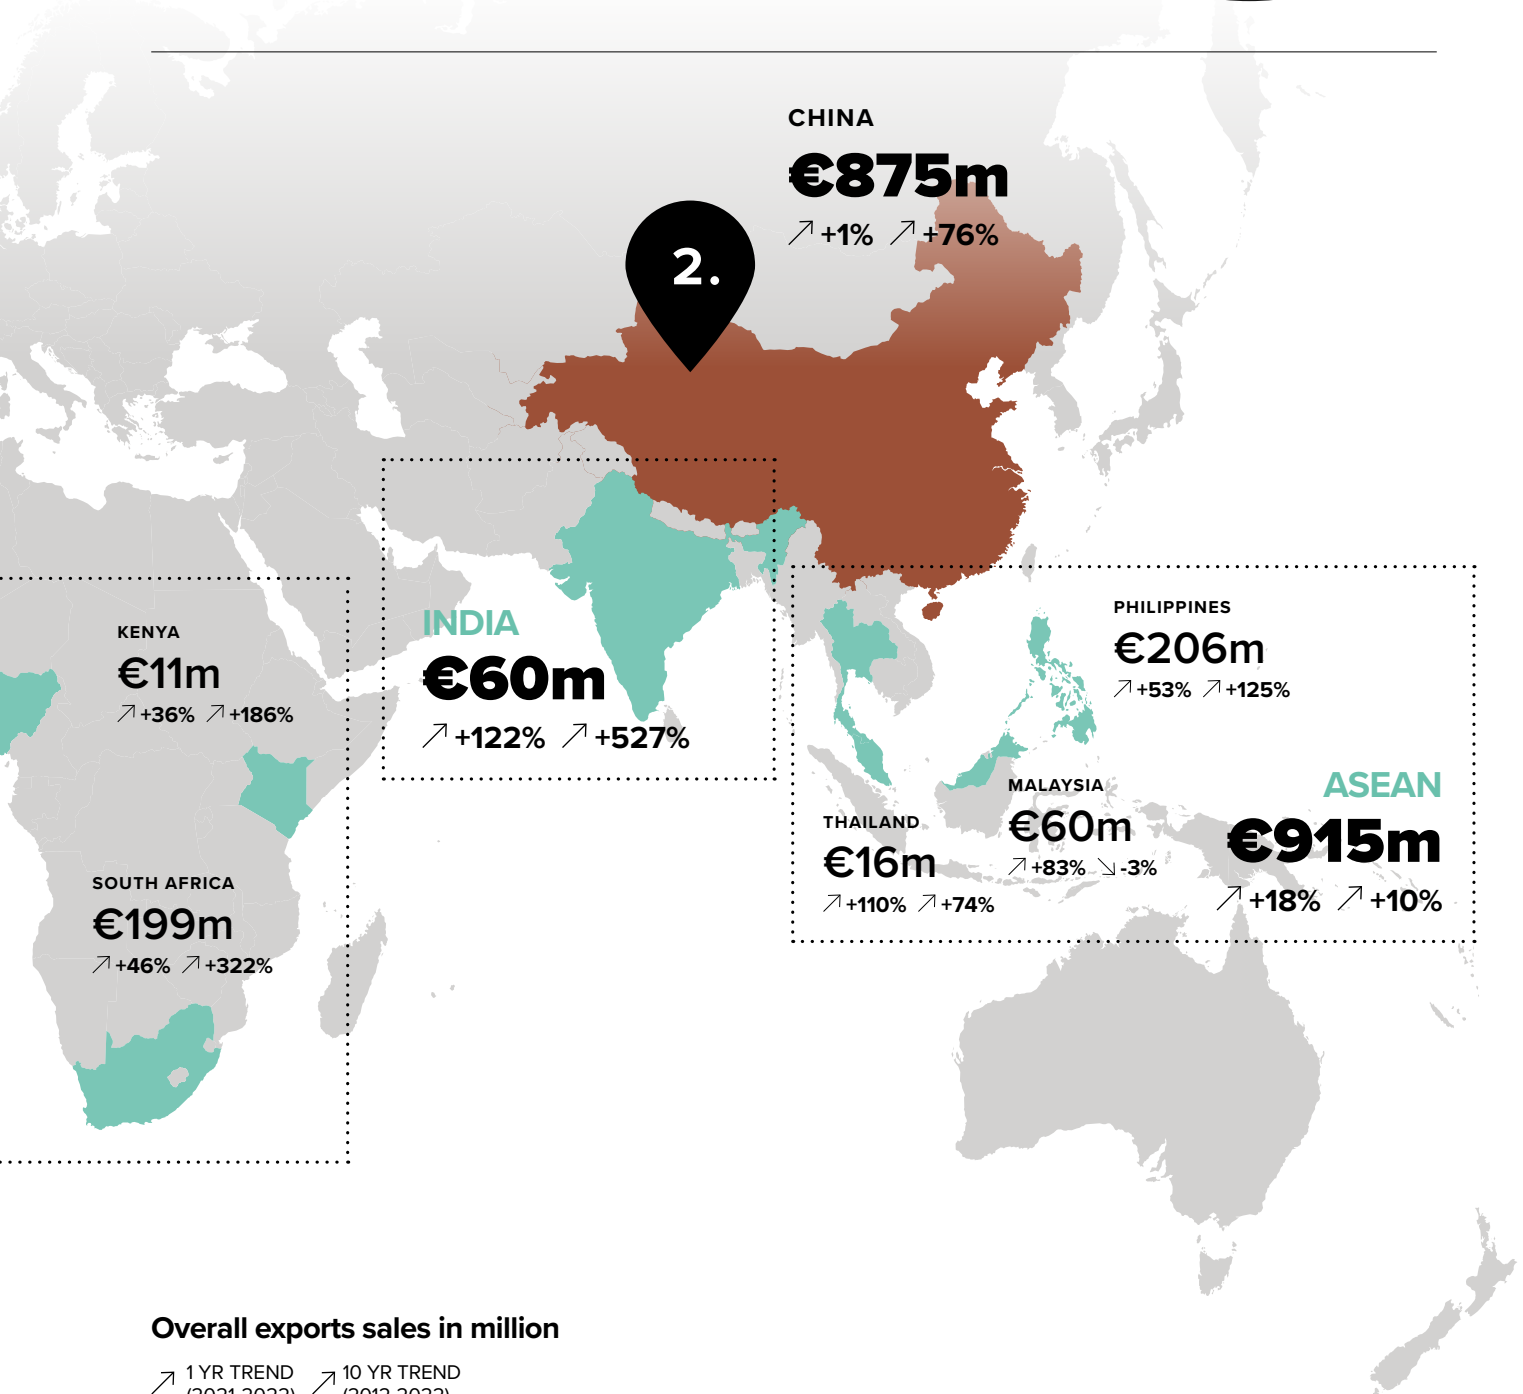 CHINA
€875m
+1% +76%
2.
INDIA
€60m
+122% +527%
KENYA
€11m
+36% +186%
SOUTH AFRICA
€199m
+46% +322%
PHILIPPINES
€206m
+53% +125%
MALAYSIA
€60m
+83% -3%
THAILAND
€16m
+110% +74%
ASEAN
€915m
+18% +10%
Overall exports sales in million
1 YR TREND 10 YR TREND